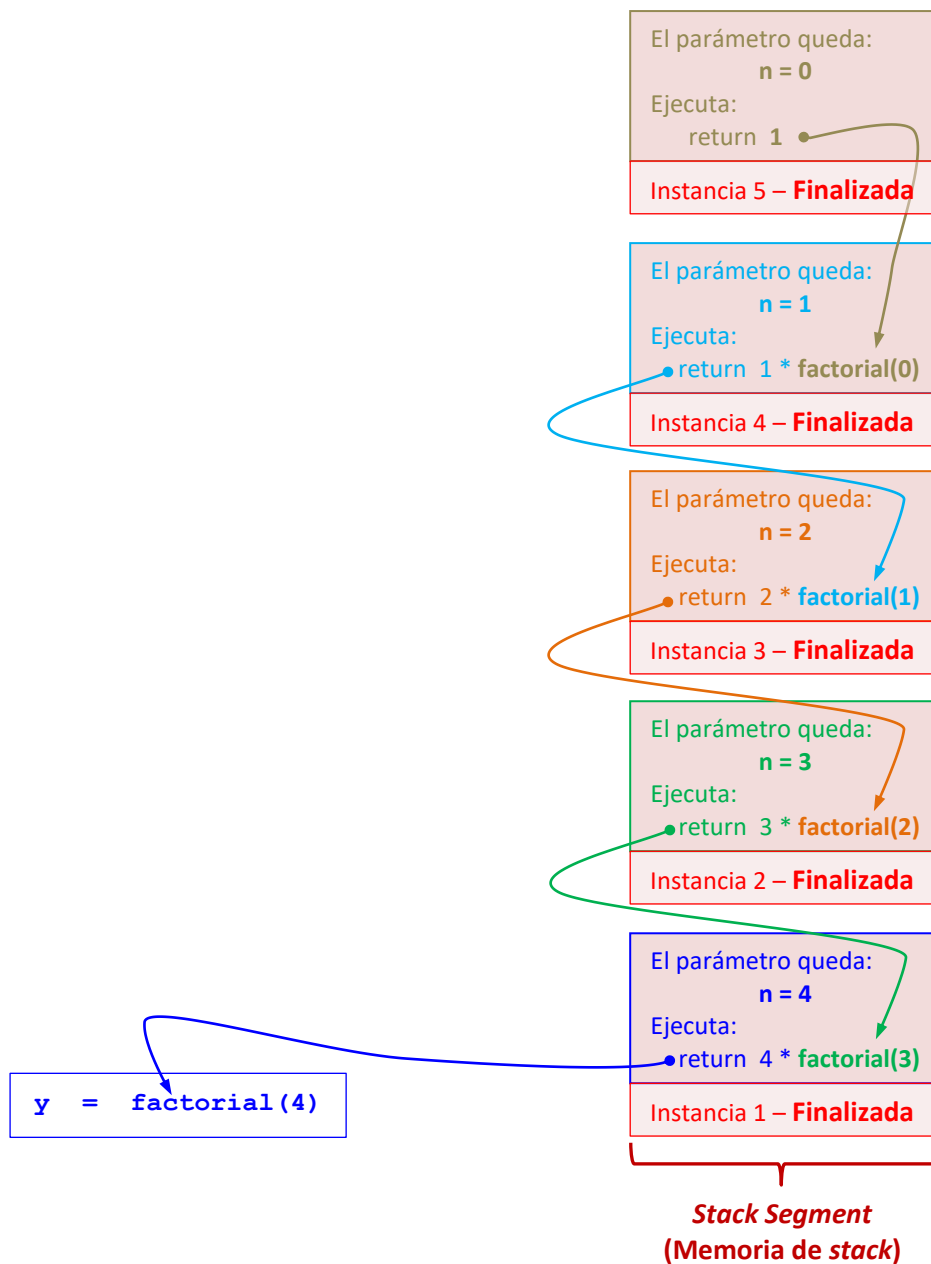 El parámetro queda:
n = 0
Ejecuta:
return 1
Instancia 5 – Finalizada
El parámetro queda:
n = 1
Ejecuta:
return 1 * factorial(0)
Instancia 4 – Finalizada
El parámetro queda:
n = 2
Ejecuta:
return 2 * factorial(1)
Instancia 3 – Finalizada
El parámetro queda:
n = 3
Ejecuta:
return 3 * factorial(2)
Instancia 2 – Finalizada
El parámetro queda:
n = 4
Ejecuta:
return 4 * factorial(3)
y = factorial(4)
Instancia 1 – Finalizada
Stack Segment
(Memoria de stack)